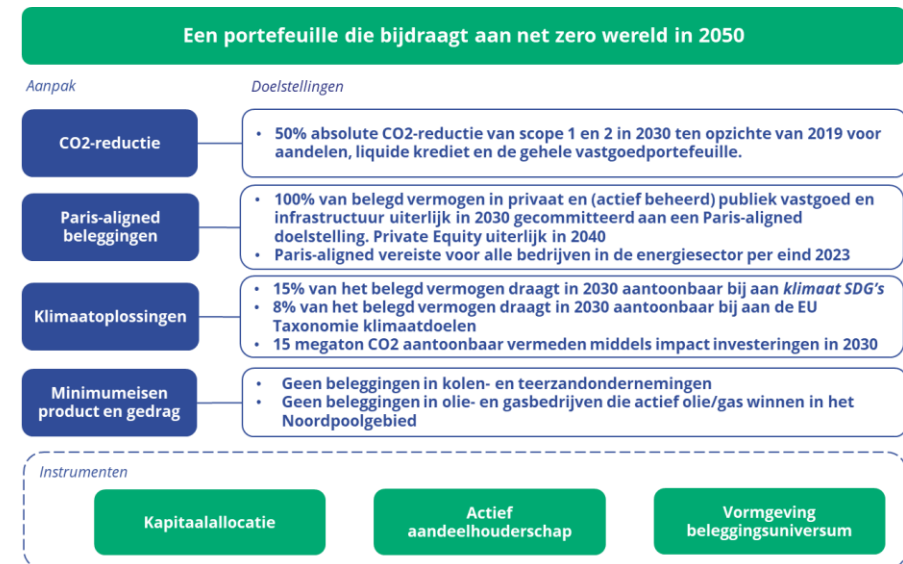 Een portefeuille die bijdraagt aan net zero wereld in 2050
Aanpak
Doelstellingen
CO2-reductie
• 50% absolute CO2-reductie van scope 1 en 2 in 2030 ten opzichte van 2019 voor
aandelen, liquide krediet en de gehele vastgoedportefeuille.
Paris-aligned
beleggingen
• 100% van belegd vermogen in privaat en (actief beheerd) publiek vastgoed en
infrastructuur uiterlijk in 2030 gecommitteerd aan een Paris-aligned
doelstelling. Private Equity uiterlijk in 2040
• Paris-aligned vereiste voor alle bedrijven in de energiesector per eind 2023
Klimaatoplossingen
• 15% van het belegd vermogen draagt in 2030 aantoonbaar bij aan klimaat SDG's
• 8% van het belegd vermogen draagt in 2030 aantoonbaar bij aan de EU
Taxonomie klimaatdoelen
• 15 megaton CO2 aantoonbaar vermeden middels impact investeringen in 2030
Minimumeisen
product en gedrag
• Geen beleggingen in kolen- en teerzandondernemingen
• Geen beleggingen in olie- en gasbedrijven die actief olie/gas winnen in het
Noordpoolgebied
Instrumenten
Kapitaalallocatie
Actief
aandeelhouderschap
Vormgeving
beleggingsuniversum